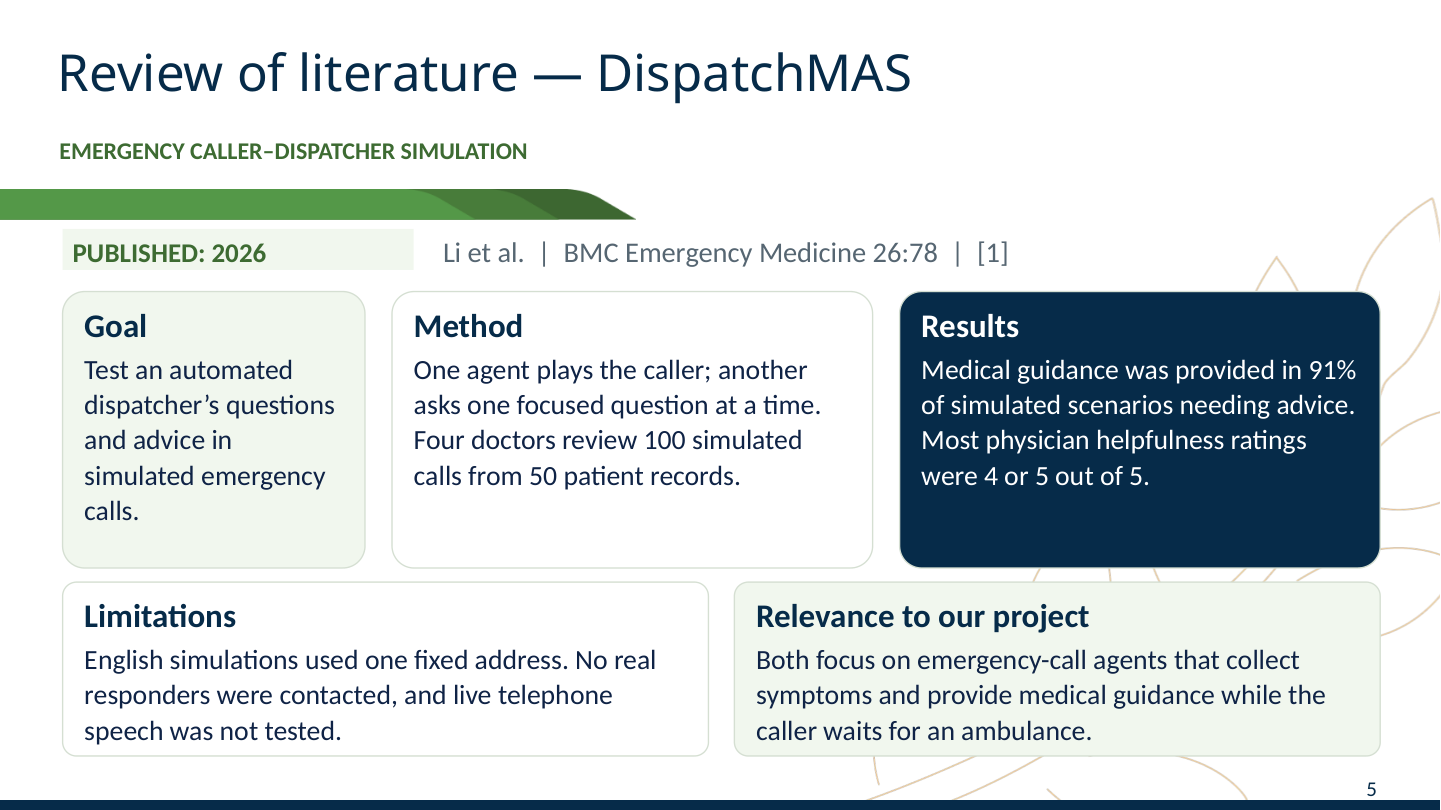 Review of literature — DispatchMAS
EMERGENCY CALLER–DISPATCHER SIMULATION
PUBLISHED: 2026
Li et al. | BMC Emergency Medicine 26:78 | [1]
Goal
Test an automated
dispatcher’s questions
and advice in
simulated emergency
calls.
Method
One agent plays the caller; another
asks one focused question at a time.
Four doctors review 100 simulated
calls from 50 patient records.
Results
Medical guidance was provided in 91%
of simulated scenarios needing advice.
Most physician helpfulness ratings
were 4 or 5 out of 5.
Limitations
English simulations used one fixed address. No real
responders were contacted, and live telephone
speech was not tested.
Relevance to our project
Both focus on emergency-call agents that collect
symptoms and provide medical guidance while the
caller waits for an ambulance.
5